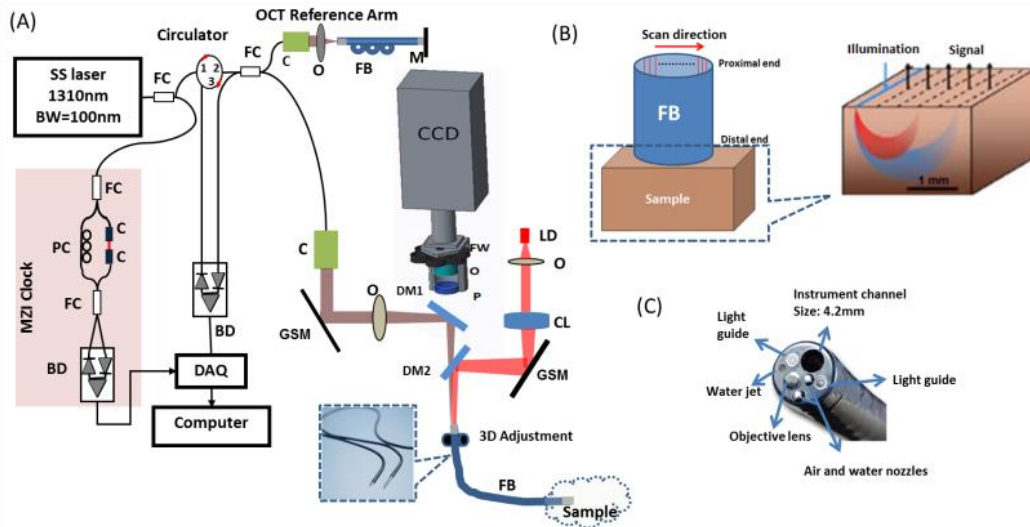 (A)
OCT Reference Arm
Circulator
FC
C
O
FB
M
SS laser
1310nm
BW=100nm
FC
1 2
3
CCD
MZI Clock
FC
PC
C
C
FC
BD
BD
DAQ
Computer
C
GSM
O
DM1
FW
O
P
LD
O
CL
GSM
DM2
3D Adjustment
FB
Sample
(B)
Scan direction
Proximal end
FB
Distal end
Sample
Illumination
Signal
1 mm
(C)
Instrument channel
Size: 4.2mm
Light
guide
Water jet
Light guide
Objective lens
Air and water nozzles